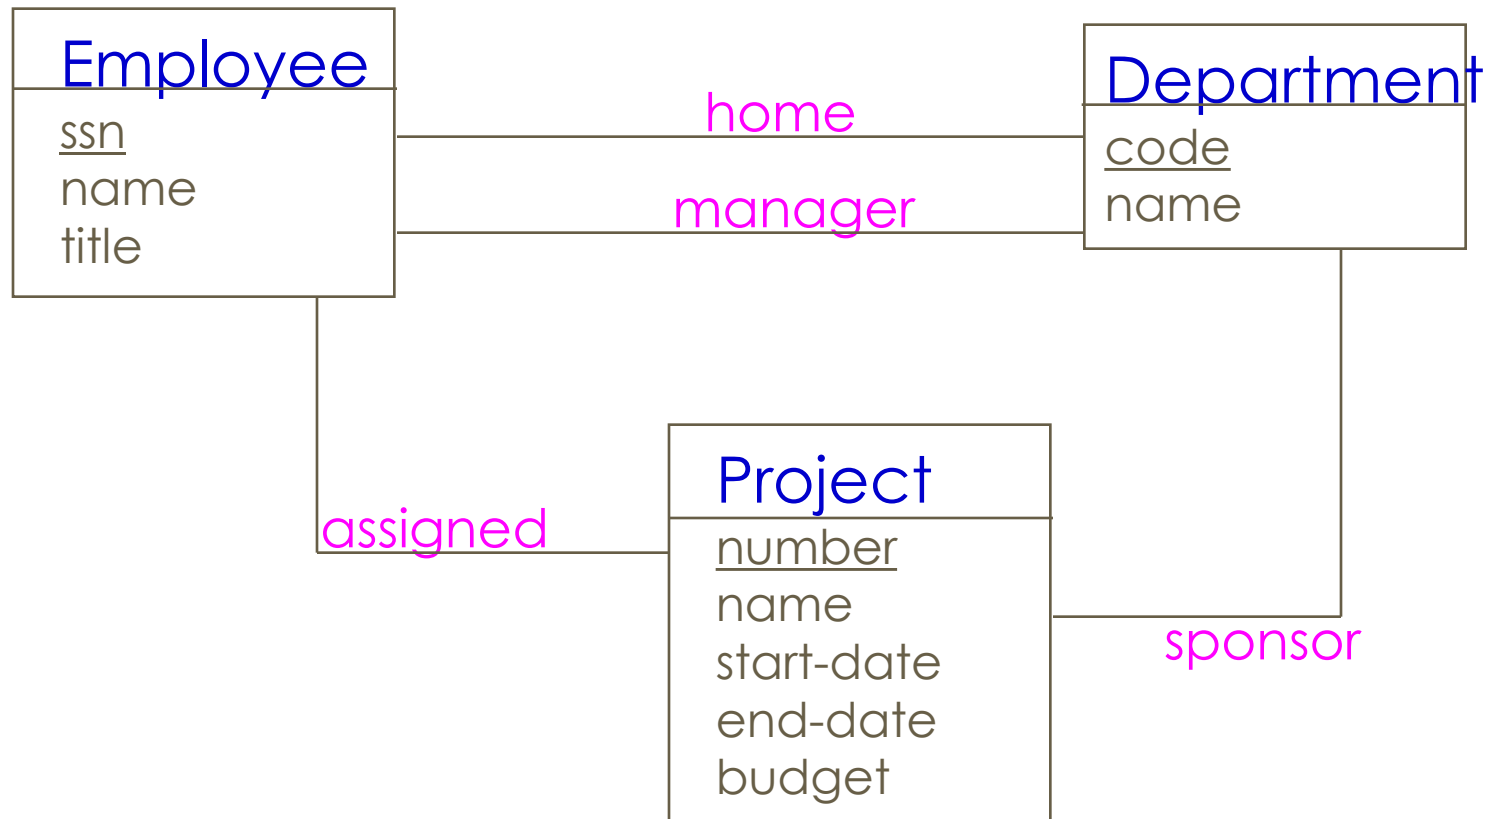 Employee
ssn
name
title
home
manager
Department
code
name
assigned
Project
number
name
start-date
end-date
budget
sponsor